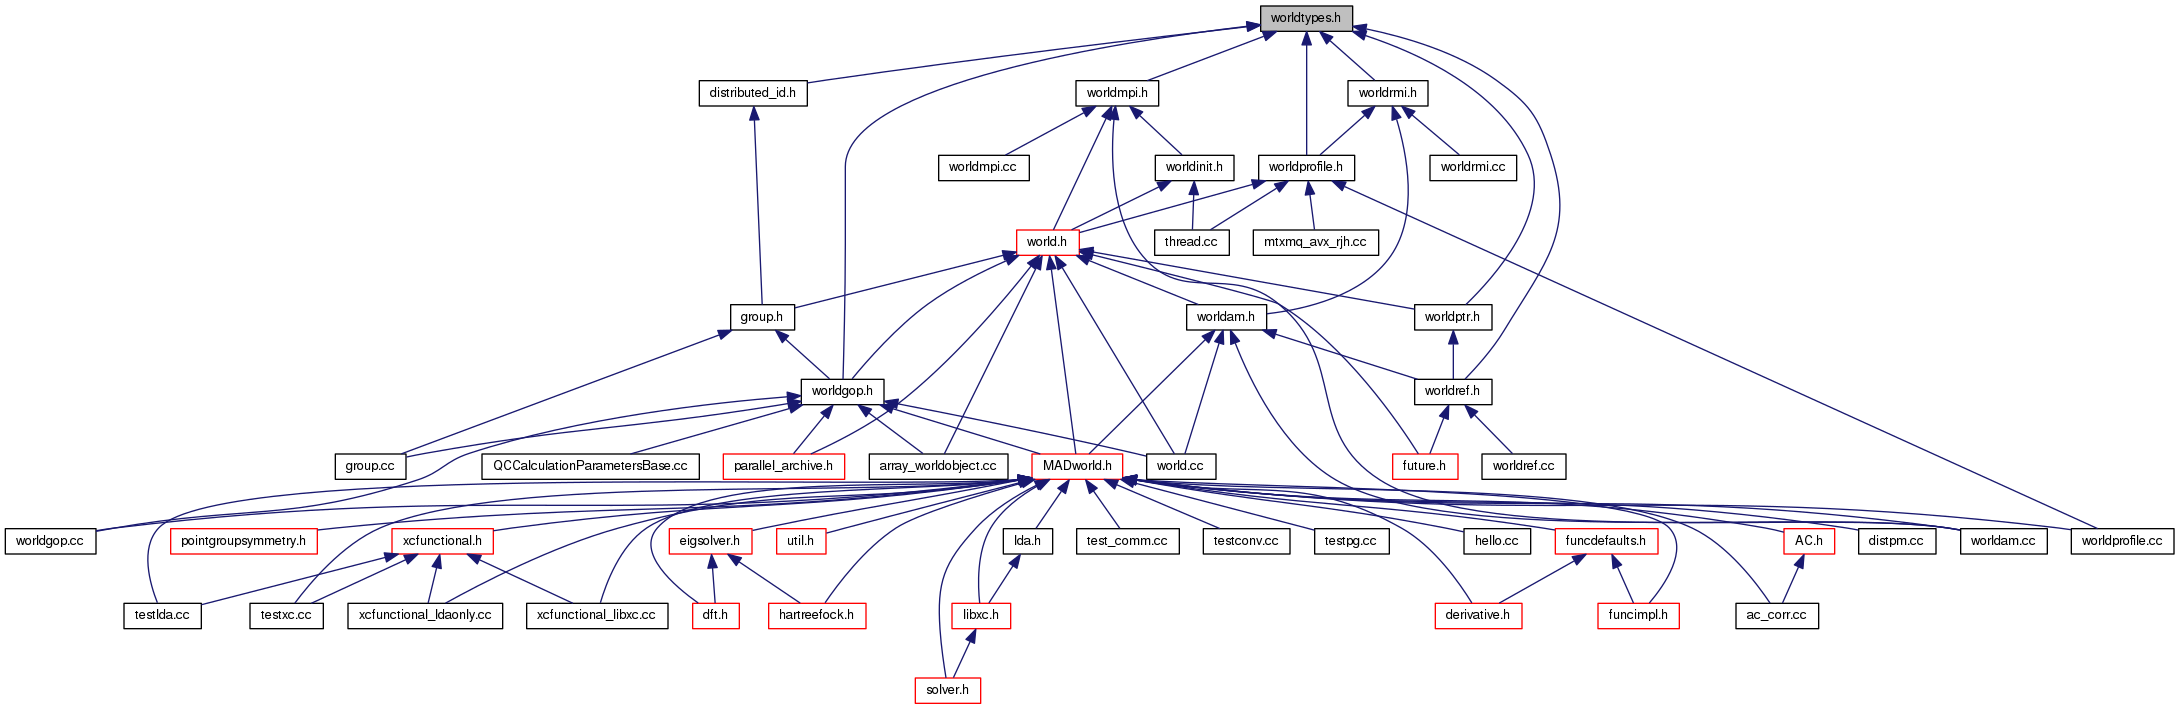 worldtypes.h
distributed_id.h
worldmpi.h
worldrmi.h
worldmpi.cc
worldinit.h
worldprofile.h
worldrmi.cc
world.h
thread.cc
mtxmq_avx_rjh.cc
group.h
worldam.h
worldptr.h
worldgop.h
worldref.h
group.cc
QCCalculationParametersBase.cc
parallel_archive.h
array_worldobject.cc
MADworld.h
world.cc
future.h
worldref.cc
worldgop.cc
pointgroupsymmetry.h
xcfunctional.h
eigsolver.h
util.h
lda.h
test_comm.cc
testconv.cc
testpg.cc
hello.cc
funcdefaults.h
AC.h
distpm.cc
worldam.cc
worldprofile.cc
testlda.cc
testxc.cc
xcfunctional_ldaonly.cc
xcfunctional_libxc.cc
dft.h
hartreefock.h
libxc.h
derivative.h
funcimpl.h
ac_corr.cc
solver.h